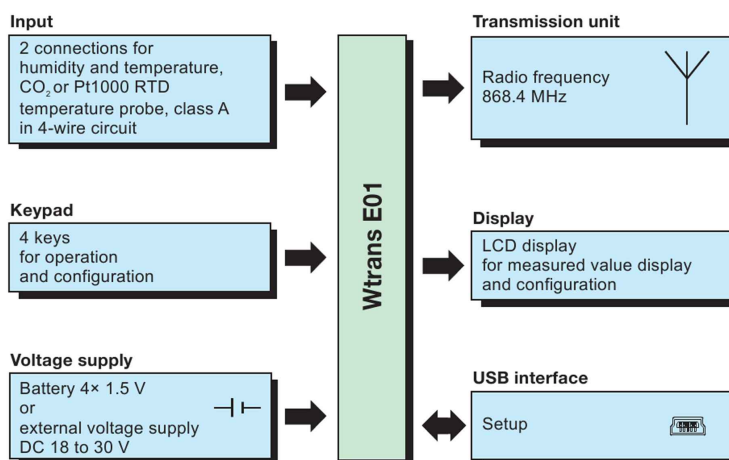 Input
2 connections for
humidity and temperature,
CO₂ or Pt1000 RTD
temperature probe, class A
in 4-wire circuit
Keypad
4 keys
for operation
and configuration
Voltage supply
Battery 4× 1.5 V
or
external voltage supply
DC 18 to 30 V
Wtrans E01
Transmission unit
Radio frequency
868.4 MHz
Display
LCD display
for measured value display
and configuration
USB interface
Setup